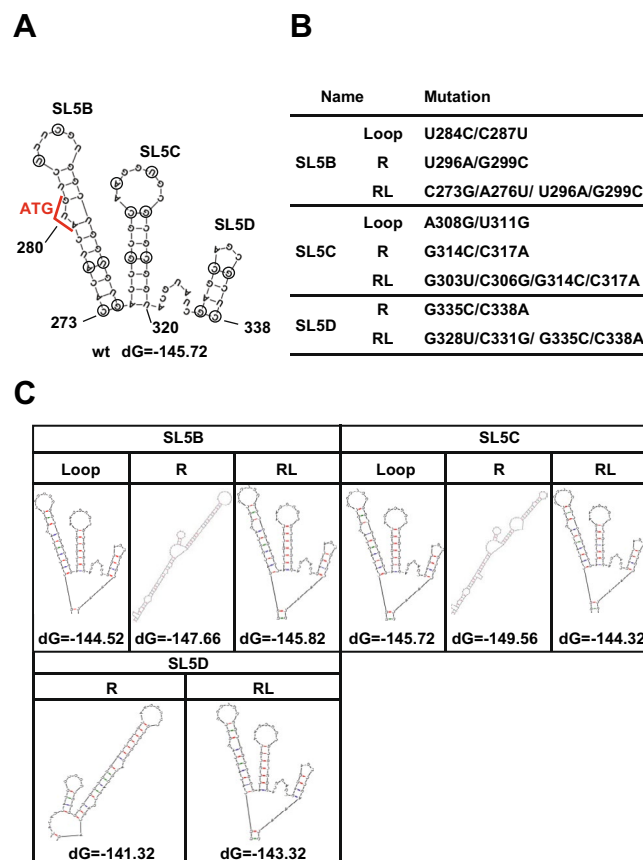 A
SL5B
SL5C
SL5D
ATG
280
273
320
338
wt dG=-145.72
B
Name Mutation
SL5B
Loop U284C/C287U
R U296A/G299C
RL C273G/A276U/ U296A/G299C
SL5C
Loop A308G/U311G
R G314C/C317A
RL G303U/C306G/G314C/C317A
SL5D
R G335C/C338A
RL G328U/C331G/ G335C/C338A
C
SL5B SL5C
Loop R RL Loop R RL
dG=-144.52 dG=-147.66 dG=-145.82 dG=-145.72 dG=-149.56 dG=-144.32
SL5D
R RL
dG=-141.32 dG=-143.32